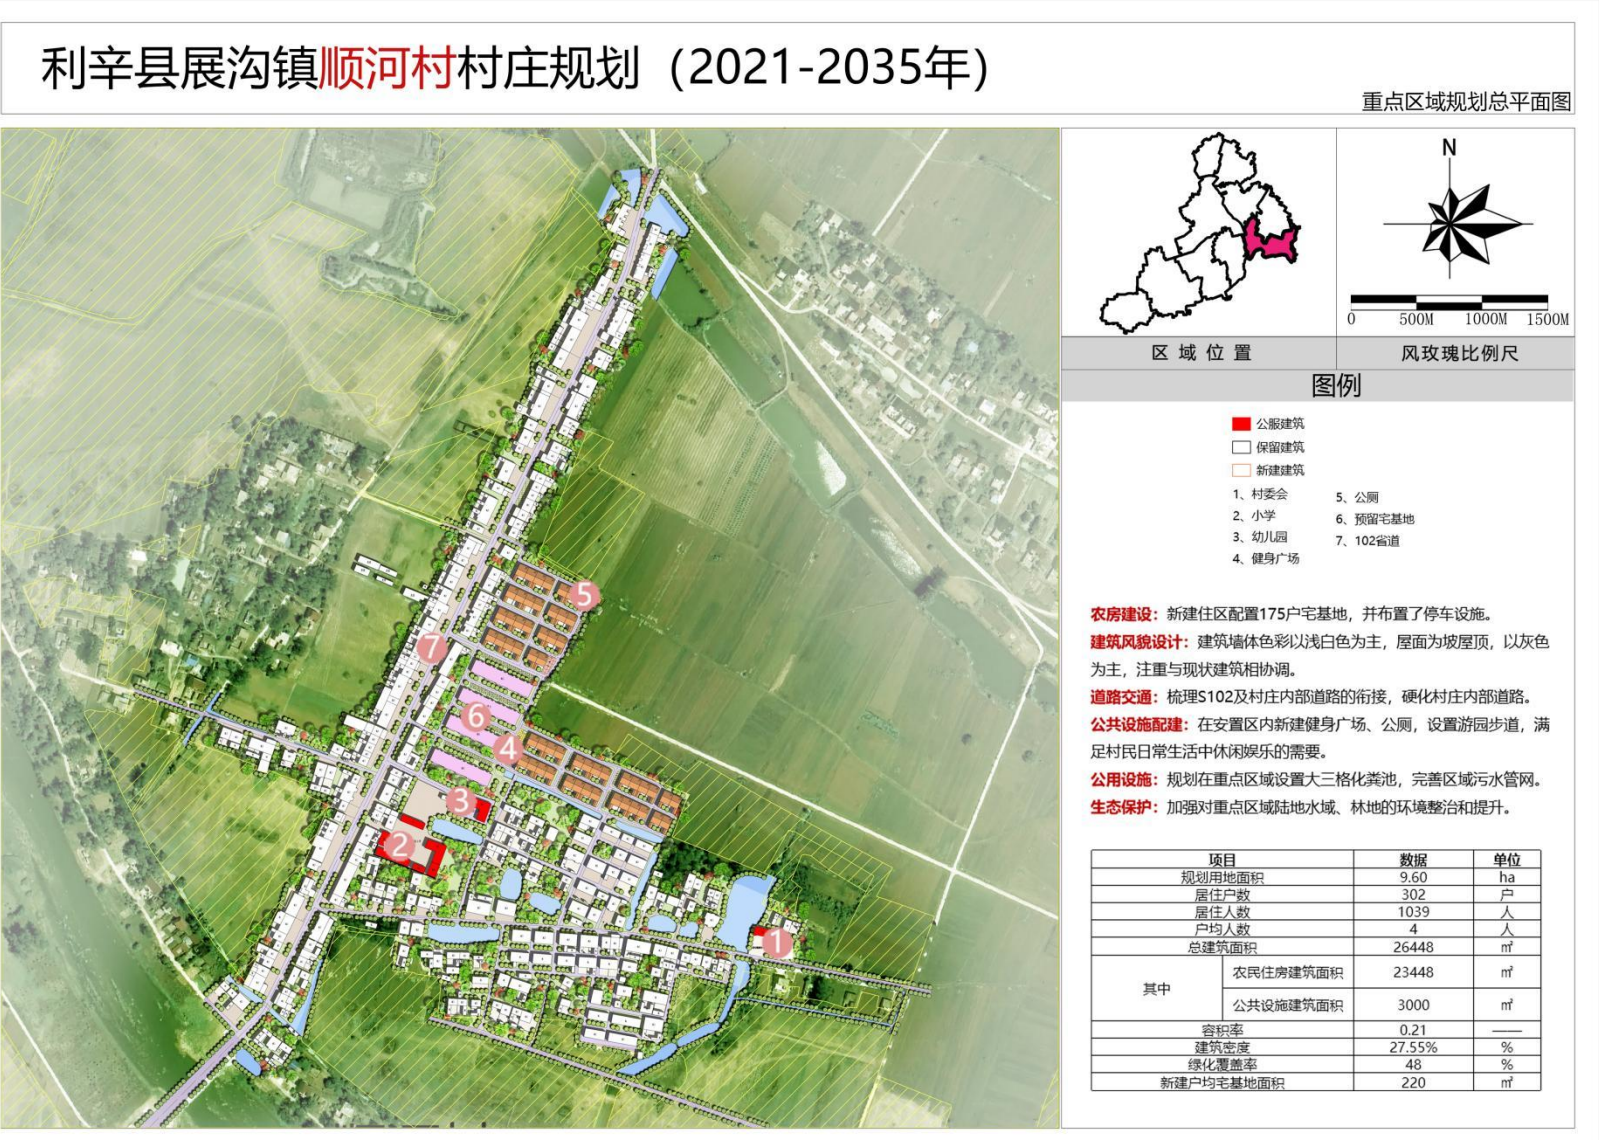 利辛县展沟镇顺河村村庄规划（2021-2035年）
重点区域规划总平面图
N
0 500M 1000M 1500M
区域位置
风玫瑰比例尺
图例
公服建筑
保留建筑
新建建筑
1、村委会
2、小学
3、幼儿园
4、健身广场
5、公厕
6、预留宅基地
7、102省道
农房建设：新建住区配置175户宅基地，并布置了停车设施。
建筑风貌设计：建筑墙体色彩以浅白色为主，屋面为坡屋顶，以灰色
为主，注重与现状建筑相协调。
道路交通：梳理S102及村庄内部道路的衔接，硬化村庄内部道路。
公共设施配建：在安置区内新建健身广场、公厕，设置游园步道，满
足村民日常生活中休闲娱乐的需要。
公用设施：规划在重点区域设置大三格化粪池，完善区域污水管网。
生态保护：加强对重点区域陆地水域、林地的环境整治和提升。
项目 数据 单位
规划用地面积 9.60 ha
居住户数 302 户
居住人数 1039 人
户均人数 4 人
总建筑面积 26448 ㎡
其中
农民住房建筑面积 23448 ㎡
公共设施建筑面积 3000 ㎡
容积率 0.21 ——
建筑密度 27.55% %
绿化覆盖率 48 %
新建户均宅基地面积 220 ㎡
5
7
6
4
3
2
1